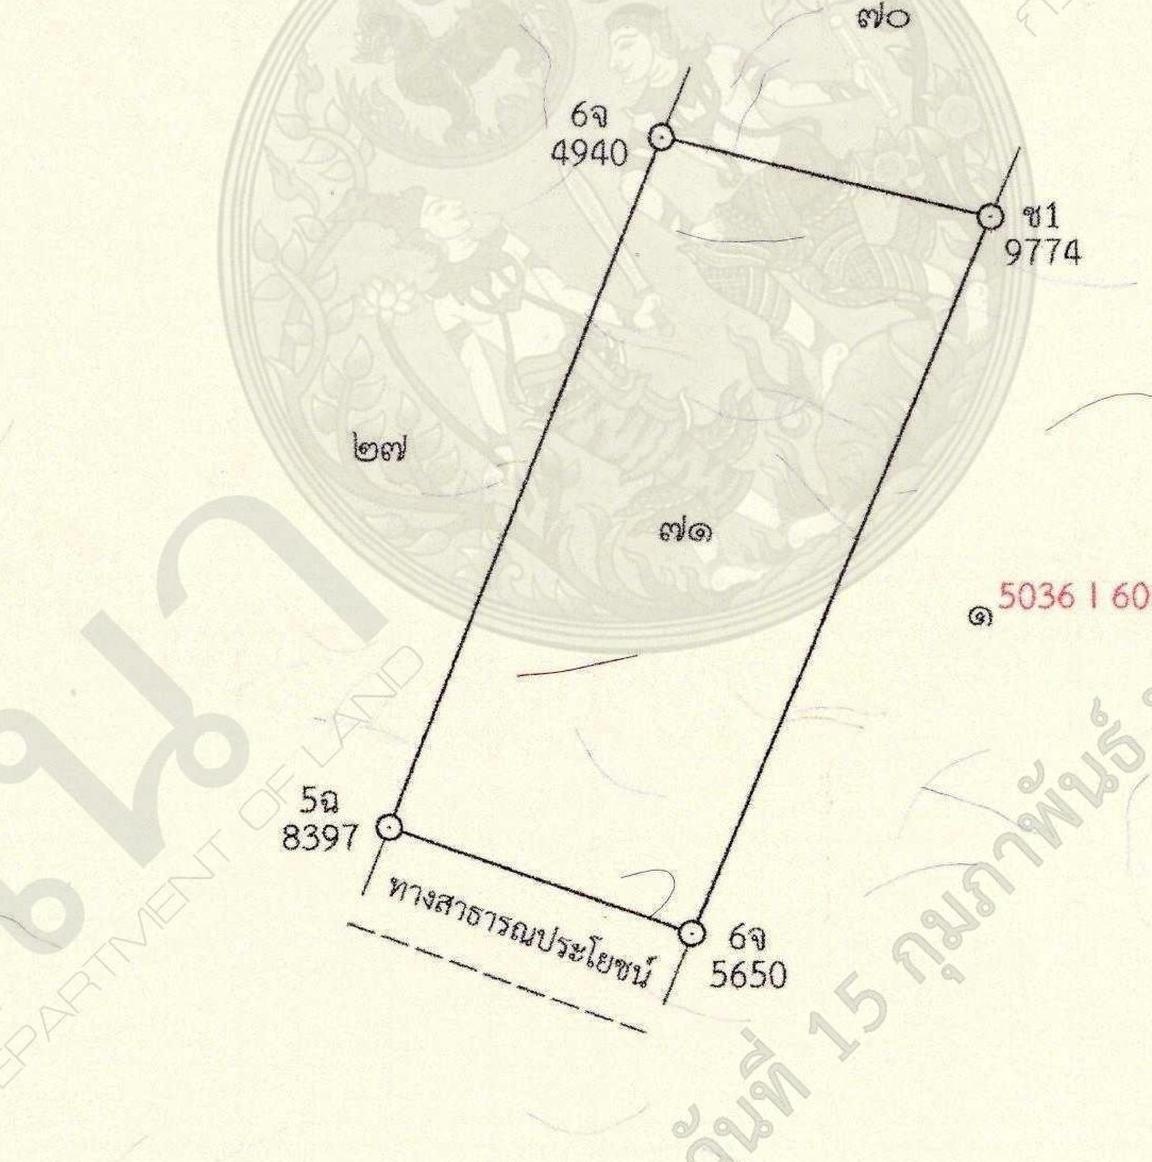 ๗๐
6จ
4940
ช1
9774
๒๗
๗๑
5036 I 60
๑
5ฉ
8397
ทางสาธารณประโยชน์
6จ
5650
DEPARTMENT OF LAND
วันที่ 15 กุมภาพันธ์